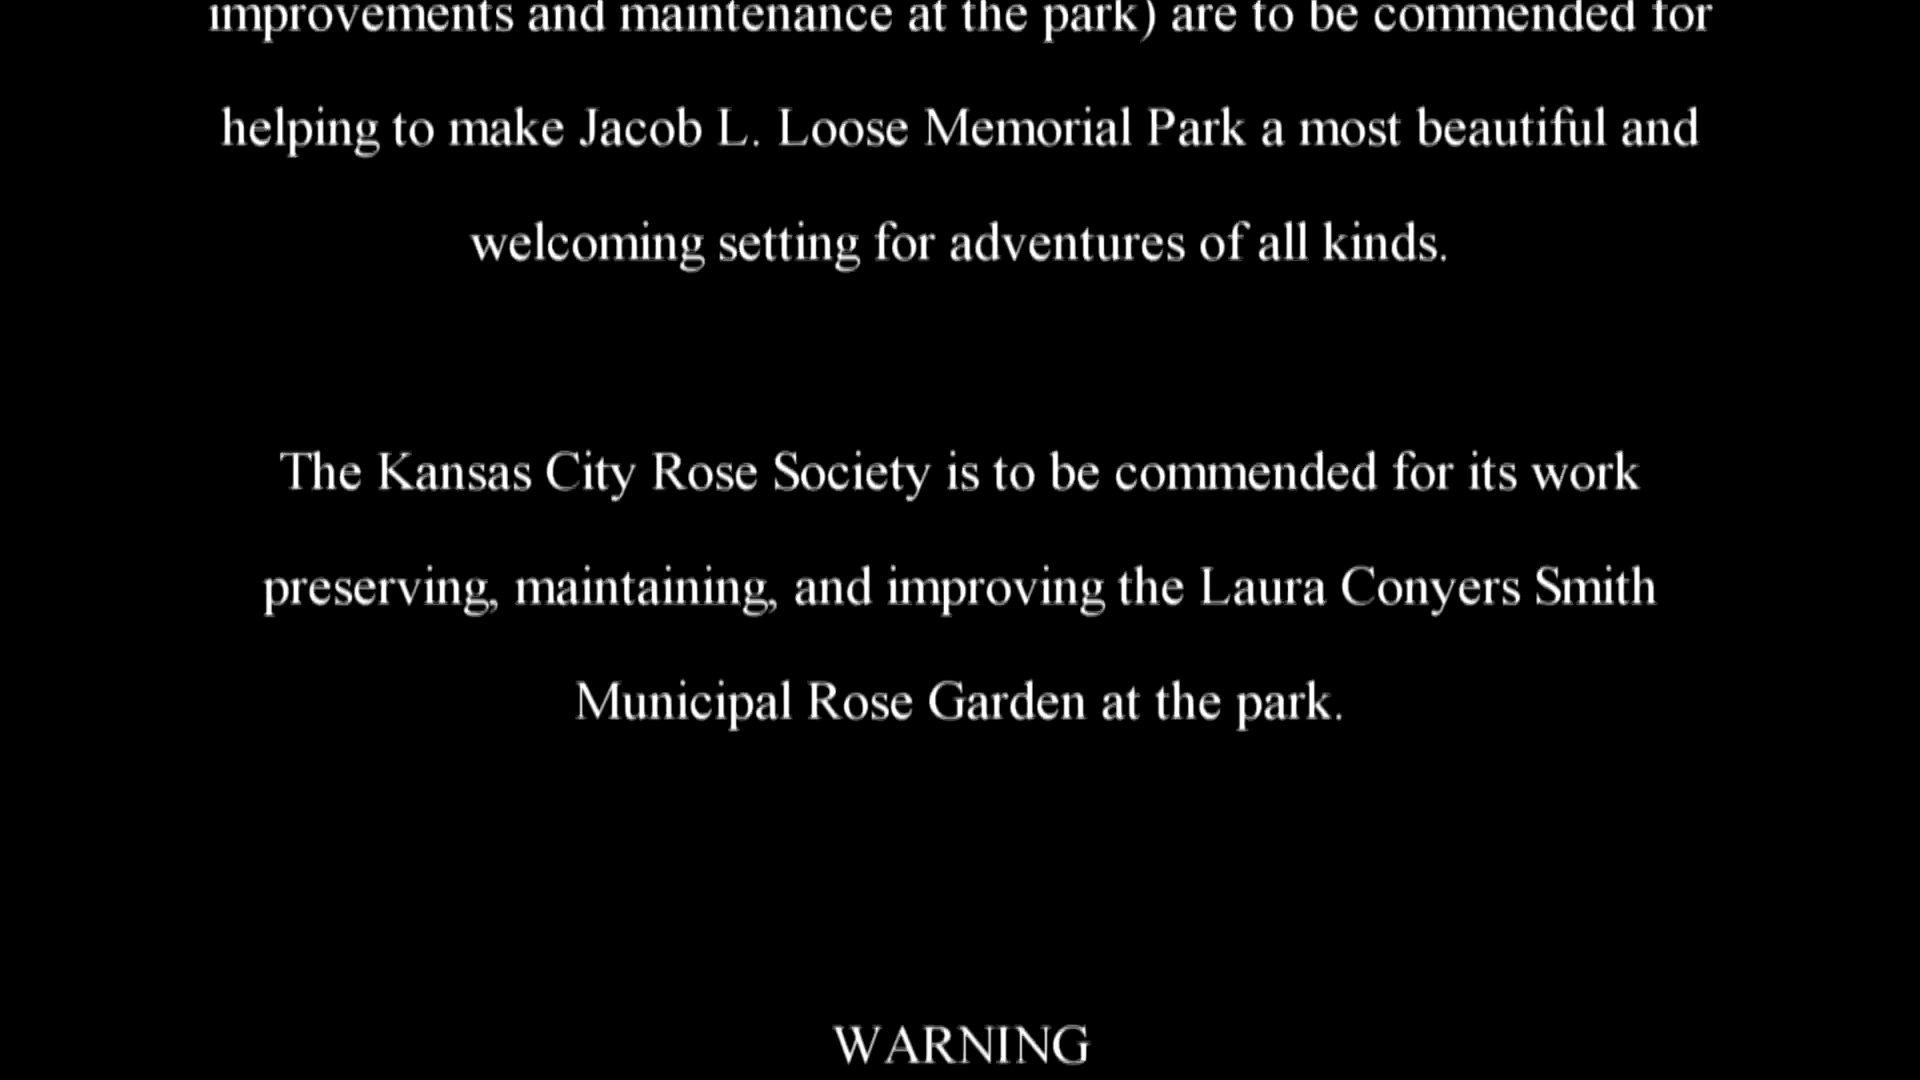 improvements and maintenance at the park) are to be commended for
helping to make Jacob L. Loose Memorial Park a most beautiful and
welcoming setting for adventures of all kinds.
The Kansas City Rose Society is to be commended for its work
preserving, maintaining, and improving the Laura Conyers Smith
Municipal Rose Garden at the park.
WARNING